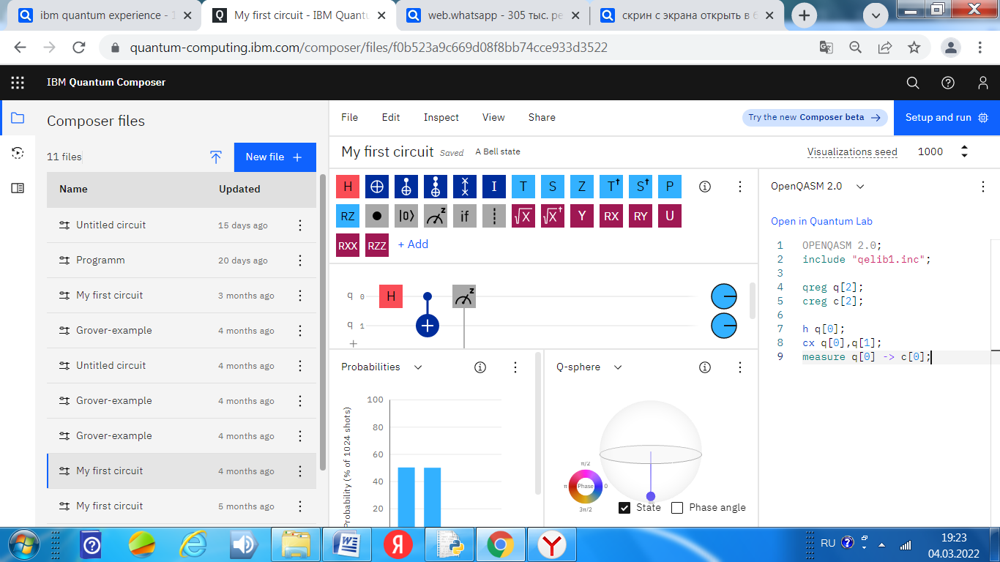 ibm quantum experience - 1
My first circuit - IBM Quantu
web.whatsapp - 305 тыс. ре
скрин с экрана открыть в б
quantum-computing.ibm.com/composer/files/f0b523a9c669d08f8bb74cce933d3522
IBM Quantum Composer
Composer files
11 files
New file +
Name Updated
Untitled circuit 15 days ago
Programm 20 days ago
My first circuit 3 months ago
Grover-example 4 months ago
Untitled circuit 4 months ago
Grover-example 4 months ago
Grover-example 4 months ago
My first circuit 4 months ago
My first circuit 5 months ago
File Edit Inspect View Share
Try the new Composer beta →
Setup and run
My first circuit Saved A Bell state
Visualizations seed 1000
H I T S Z T† S† P
RZ |0⟩ z if √X √X† Y RX RY U
RXX RZZ + Add
q 0 H z
q 1
+
Probabilities
Probability (% of 1024 shots)
100
80
60
40
20
Q-sphere
π/2
π Phase 0
3π/2
State Phase angle
OpenQASM 2.0
Open in Quantum Lab
1 OPENQASM 2.0;
2 include "qelib1.inc";
3
4 qreg q[2];
5 creg c[2];
6
7 h q[0];
8 cx q[0],q[1];
9 measure q[0] -> c[0];
RU
19:23
04.03.2022